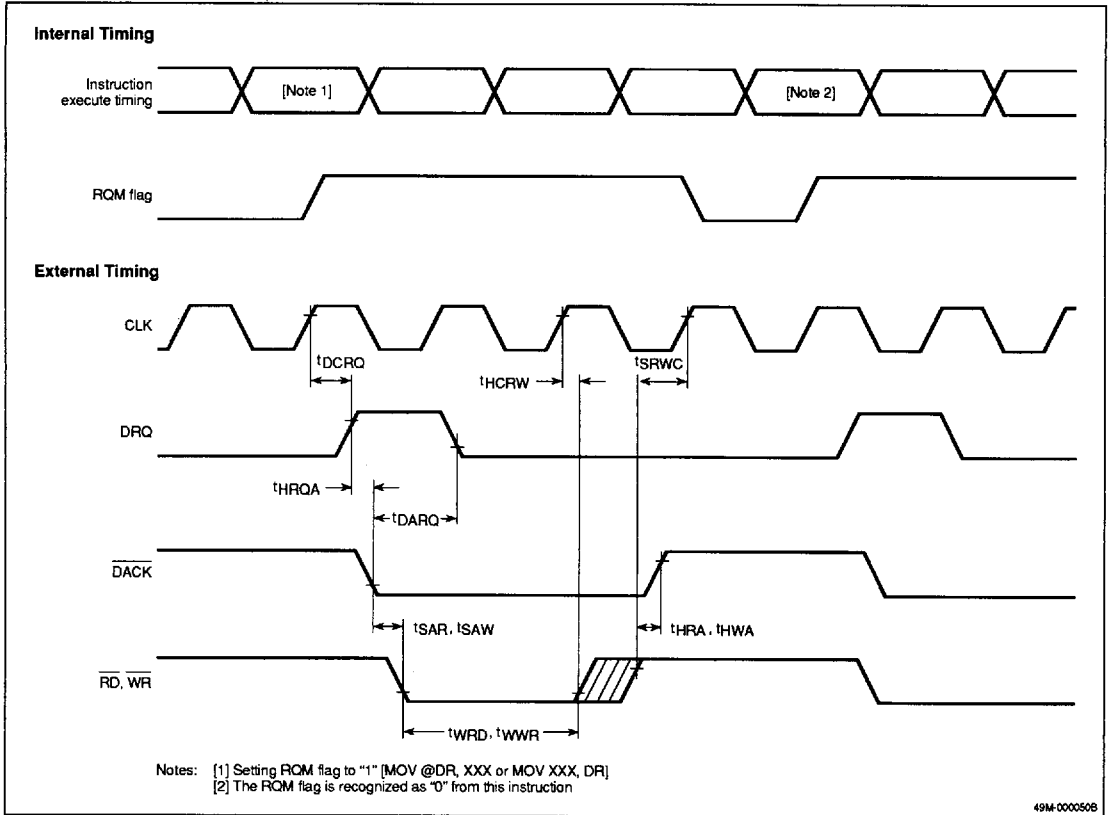 Internal Timing
Instruction
execute timing
[Note 1]
[Note 2]
RQM flag
External Timing
CLK
tDCRQ
tHCRW
tSRWC
DRQ
tHRQA
tDARQ
DACK
tSAR, tSAW
tHRA, tHWA
RD, WR
tWRD, tWWR
Notes: [1] Setting RQM flag to "1" [MOV @DR, XXX or MOV XXX, DR]
[2] The RQM flag is recognized as "0" from this instruction
49M-000050B